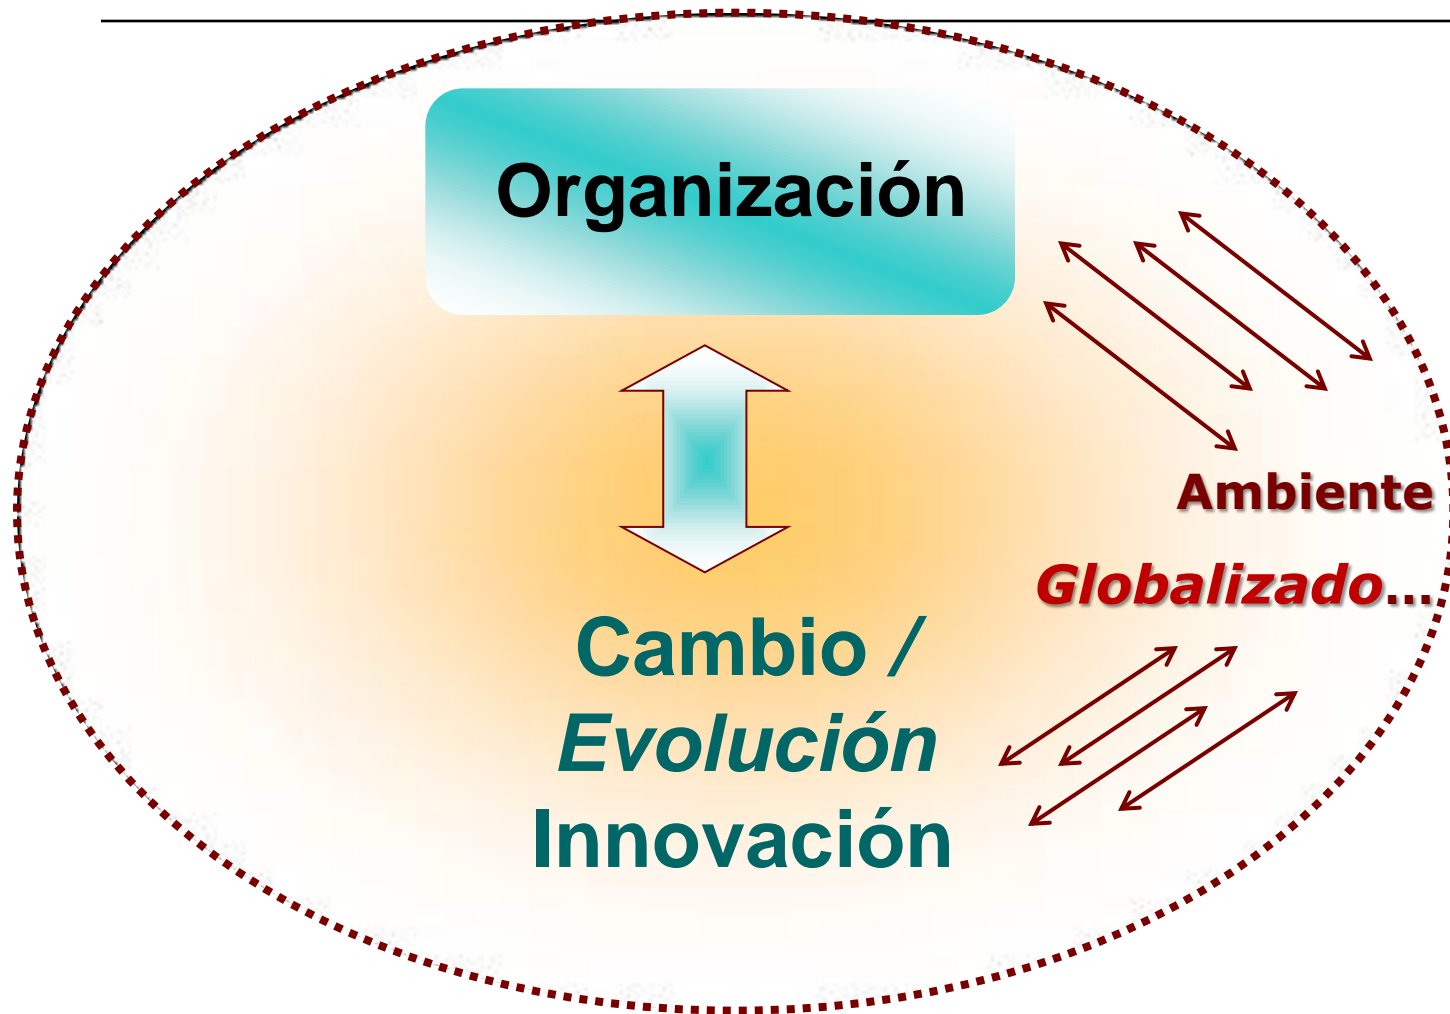 Organización
Ambiente
Globalizado...
Cambio /
Evolución
Innovación